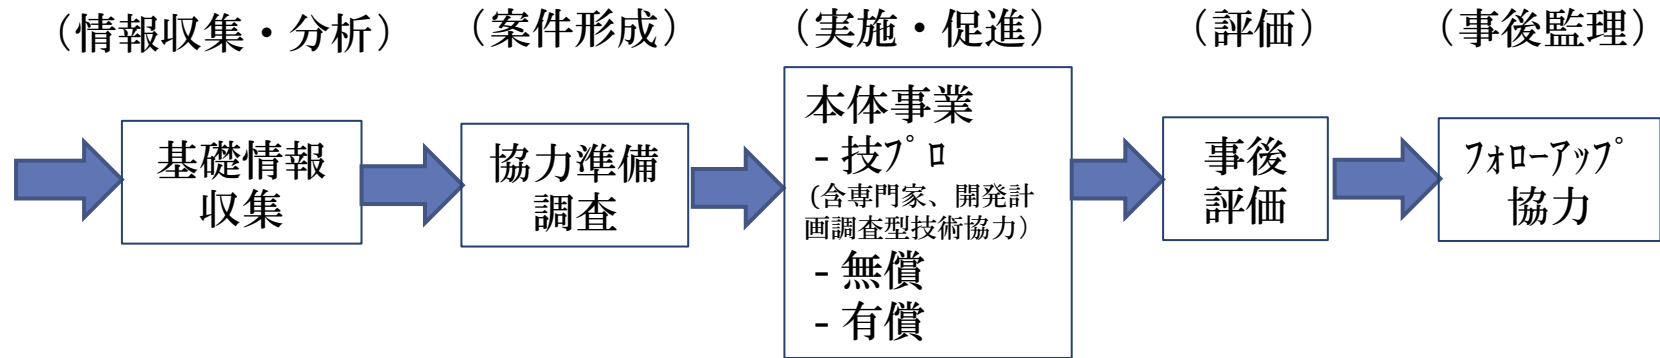 （情報収集・分析）
（案件形成）
（実施・促進）
（評価）
（事後監理）
基礎情報
収集
協力準備
調査
本体事業
- 技ﾌﾟﾛ
(含専門家、開発計
画調査型技術協力）
- 無償
- 有償
事後
評価
ﾌｫﾛｰｱｯﾌﾟ
協力